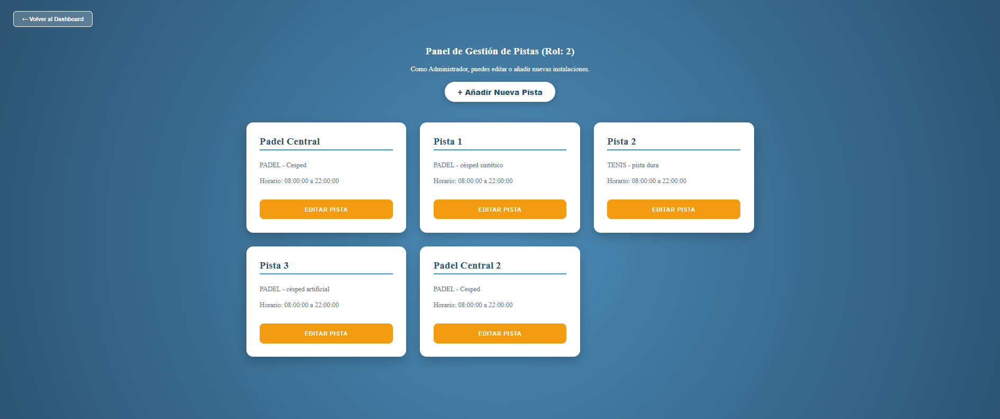 ← Volver al Dashboard
Panel de Gestión de Pistas (Rol: 2)
Como Administrador, puedes editar o añadir nuevas instalaciones.
+ Añadir Nueva Pista
Padel Central
PADEL - Cesped
Horario: 08:00:00 a 22:00:00
EDITAR PISTA
Pista 1
PADEL - césped sintético
Horario: 08:00:00 a 22:00:00
EDITAR PISTA
Pista 2
TENIS - pista dura
Horario: 08:00:00 a 22:00:00
EDITAR PISTA
Pista 3
PADEL - césped artificial
Horario: 08:00:00 a 22:00:00
EDITAR PISTA
Padel Central 2
PADEL - Cesped
Horario: 08:00:00 a 22:00:00
EDITAR PISTA